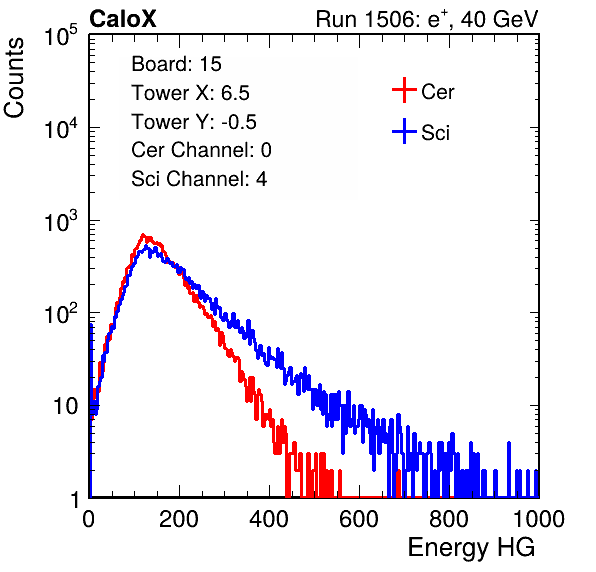 CaloX Run 1506: e⁺, 40 GeV
Counts
Board: 15
Tower X: 6.5
Tower Y: -0.5
Cer Channel: 0
Sci Channel: 4
Cer
Sci
10⁵
10⁴
10³
10²
10
1
0 200 400 600 800 1000
Energy HG